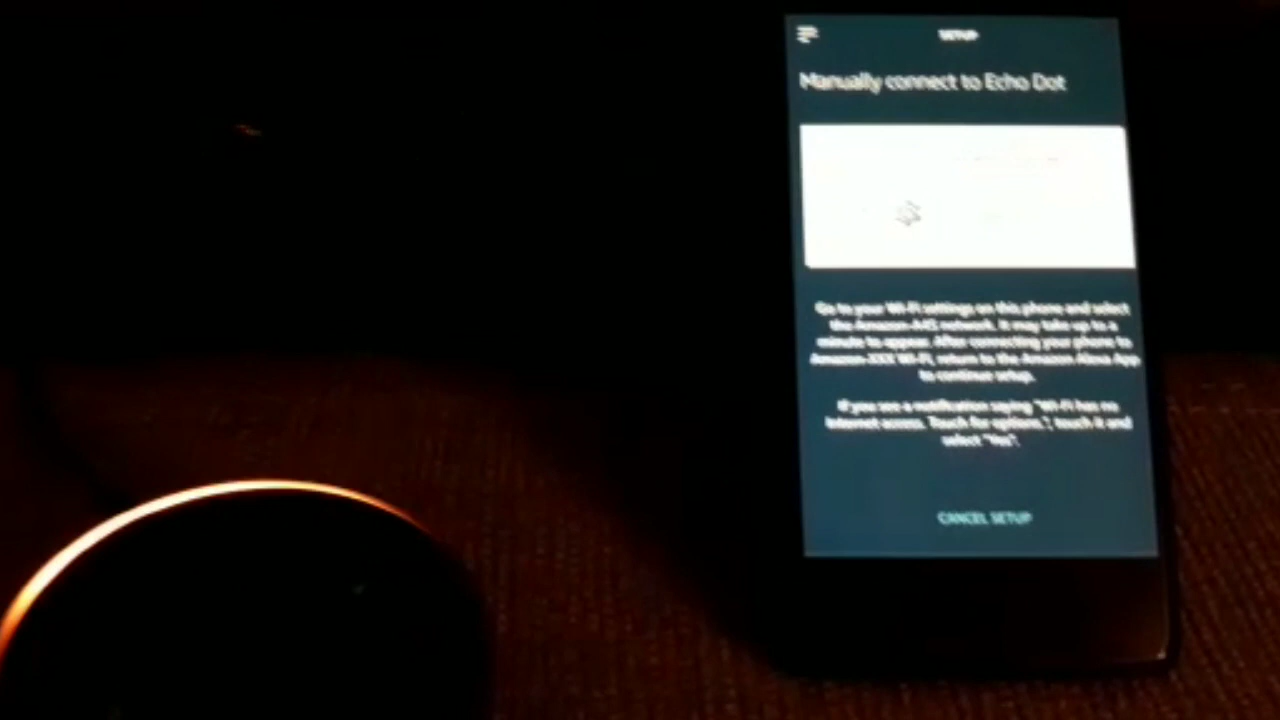 SETUP
Manually connect to Echo Dot
Go to your Wi-Fi settings on this phone and select
the Amazon-A4S network. It may take up to a
minute to appear. After connecting your phone to
Amazon-XXX Wi-Fi, return to the Amazon Alexa App
to continue setup.
If you see a notification saying "Wi-Fi has no
Internet access. Touch for options.", touch it and
select "Yes".
CANCEL SETUP